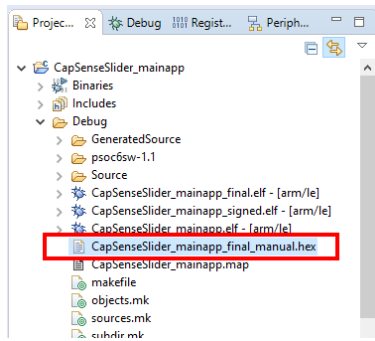 Projec... Debug Regist... Periph...
CapSenseSlider_mainapp
Binaries
Includes
Debug
GeneratedSource
psoc6sw-1.1
Source
CapSenseSlider_mainapp_final.elf - [arm/le]
CapSenseSlider_mainapp_signed.elf - [arm/le]
CapSenseSlider_mainapp.elf - [arm/le]
CapSenseSlider_mainapp_final_manual.hex
CapSenseSlider_mainapp.map
makefile
objects.mk
sources.mk
subdir.mk